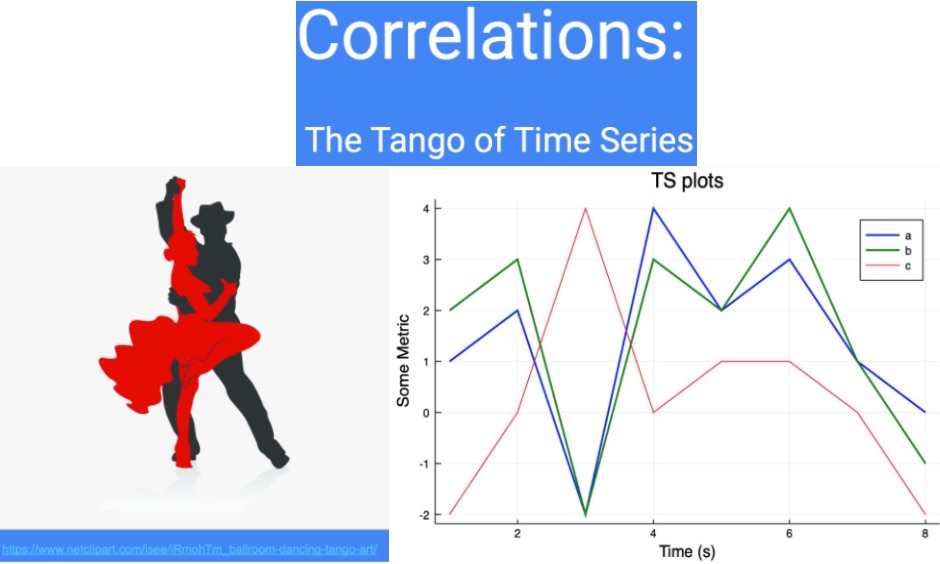 Correlations:
The Tango of Time Series
TS plots
4
3
2
1
0
-1
-2
Some Metric
a
b
c
2
4
6
8
Time (s)
https://www.netclipart.com/isee/iRmohTm_ballroom-dancing-tango-art/